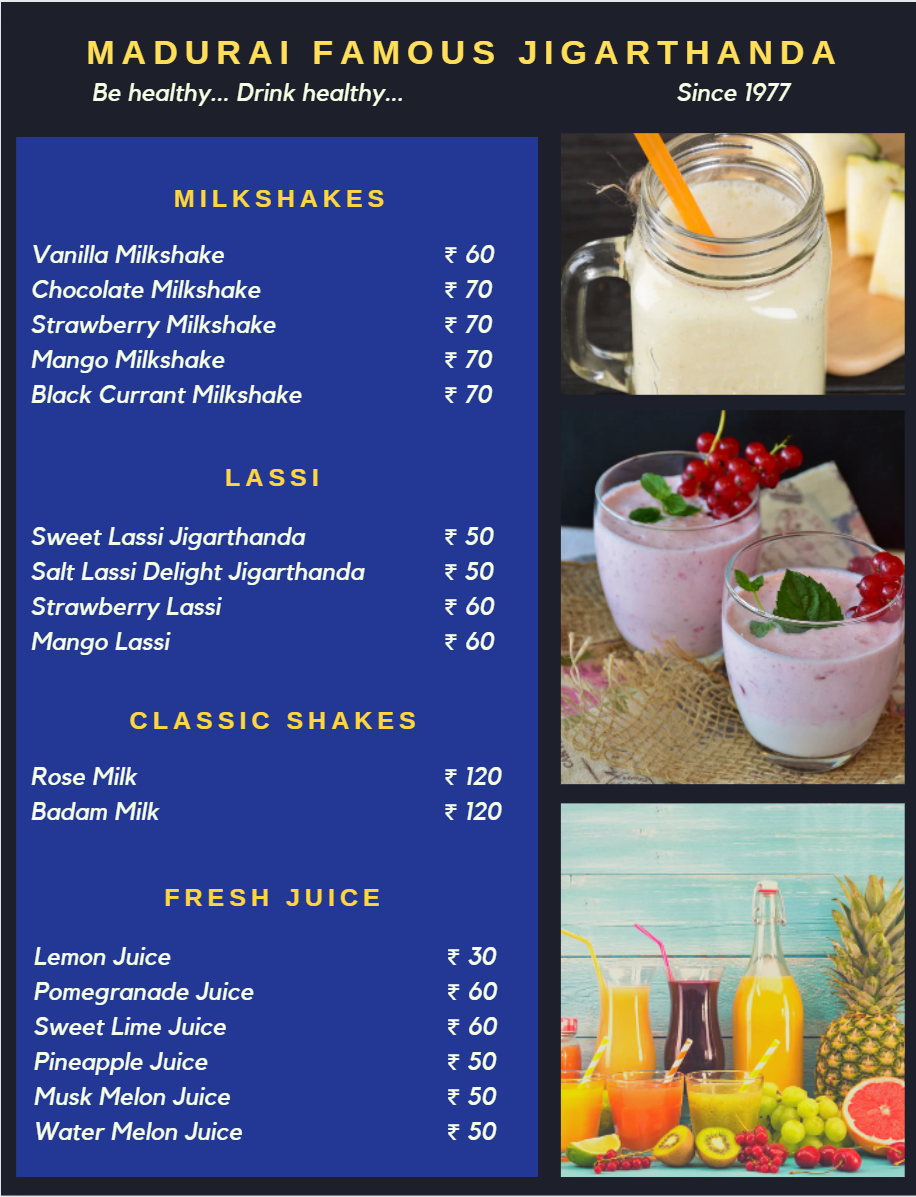 MADURAI FAMOUS JIGARTHANDA
Be healthy... Drink healthy... Since 1977
MILKSHAKES
Vanilla Milkshake ₹ 60
Chocolate Milkshake ₹ 70
Strawberry Milkshake ₹ 70
Mango Milkshake ₹ 70
Black Currant Milkshake ₹ 70
LASSI
Sweet Lassi Jigarthanda ₹ 50
Salt Lassi Delight Jigarthanda ₹ 50
Strawberry Lassi ₹ 60
Mango Lassi ₹ 60
CLASSIC SHAKES
Rose Milk ₹ 120
Badam Milk ₹ 120
FRESH JUICE
Lemon Juice ₹ 30
Pomegranade Juice ₹ 60
Sweet Lime Juice ₹ 60
Pineapple Juice ₹ 50
Musk Melon Juice ₹ 50
Water Melon Juice ₹ 50